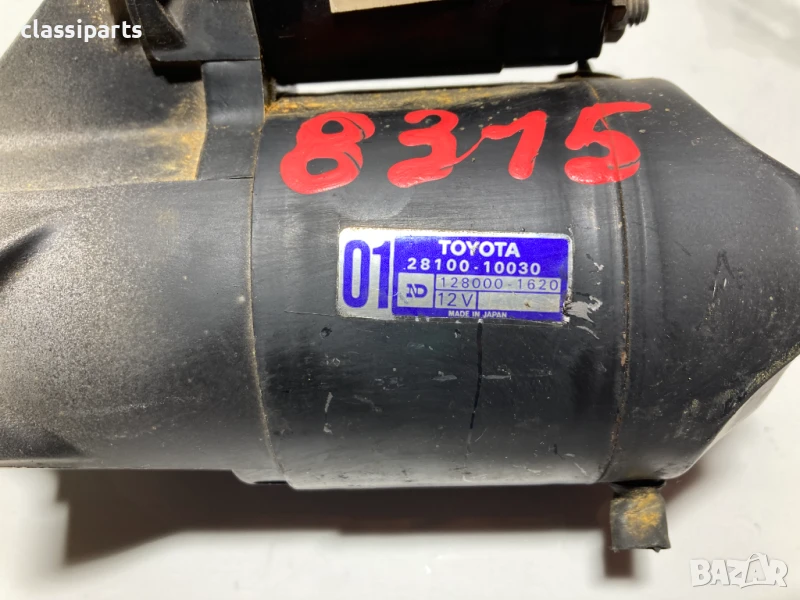 classiparts
8315
01
TOYOTA
28100-10030
ND 128000-1620
12V
MADE IN JAPAN
BAZAR